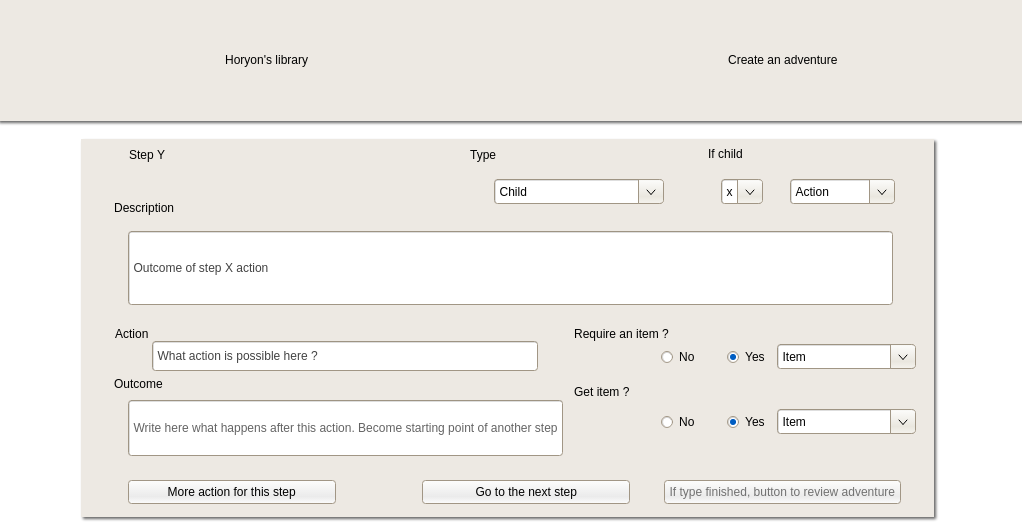 Horyon's library
Create an adventure
Step Y
Type
If child
Child
x
Action
Description
Outcome of step X action
Action
Require an item ?
What action is possible here ?
No
Yes
Item
Outcome
Get item ?
Write here what happens after this action. Become starting point of another step
No
Yes
Item
More action for this step
Go to the next step
If type finished, button to review adventure